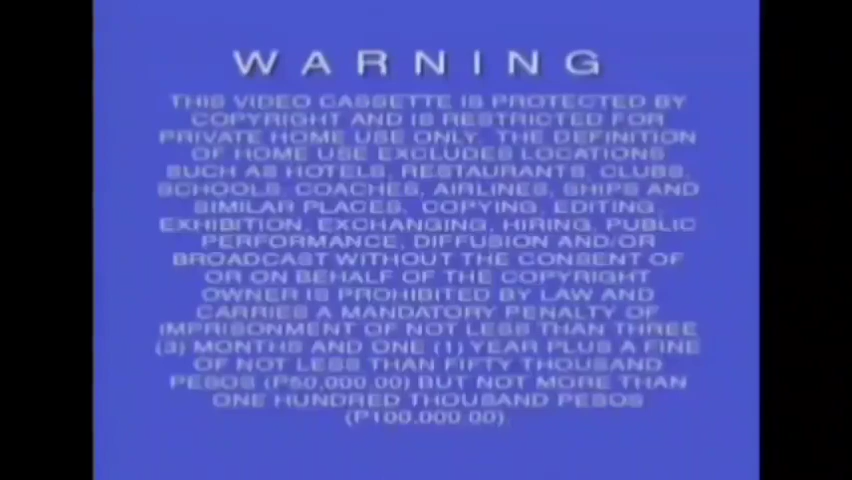 WARNING
THIS VIDEO CASSETTE IS PROTECTED BY
COPYRIGHT AND IS RESTRICTED FOR
PRIVATE HOME USE ONLY. THE DEFINITION
OF HOME USE EXCLUDES LOCATIONS
SUCH AS HOTELS, RESTAURANTS, CLUBS,
SCHOOLS, COACHES, AIRLINES, SHIPS AND
SIMILAR PLACES. COPYING, EDITING,
EXHIBITION, EXCHANGING, HIRING, PUBLIC
PERFORMANCE, DIFFUSION AND/OR
BROADCAST WITHOUT THE CONSENT OF
OR ON BEHALF OF THE COPYRIGHT
OWNER IS PROHIBITED BY LAW AND
CARRIES A MANDATORY PENALTY OF
IMPRISONMENT OF NOT LESS THAN THREE
(3) MONTHS AND ONE (1) YEAR PLUS A FINE
OF NOT LESS THAN FIFTY THOUSAND
PESOS (P50,000.00) BUT NOT MORE THAN
ONE HUNDRED THOUSAND PESOS
(P100.000.00)